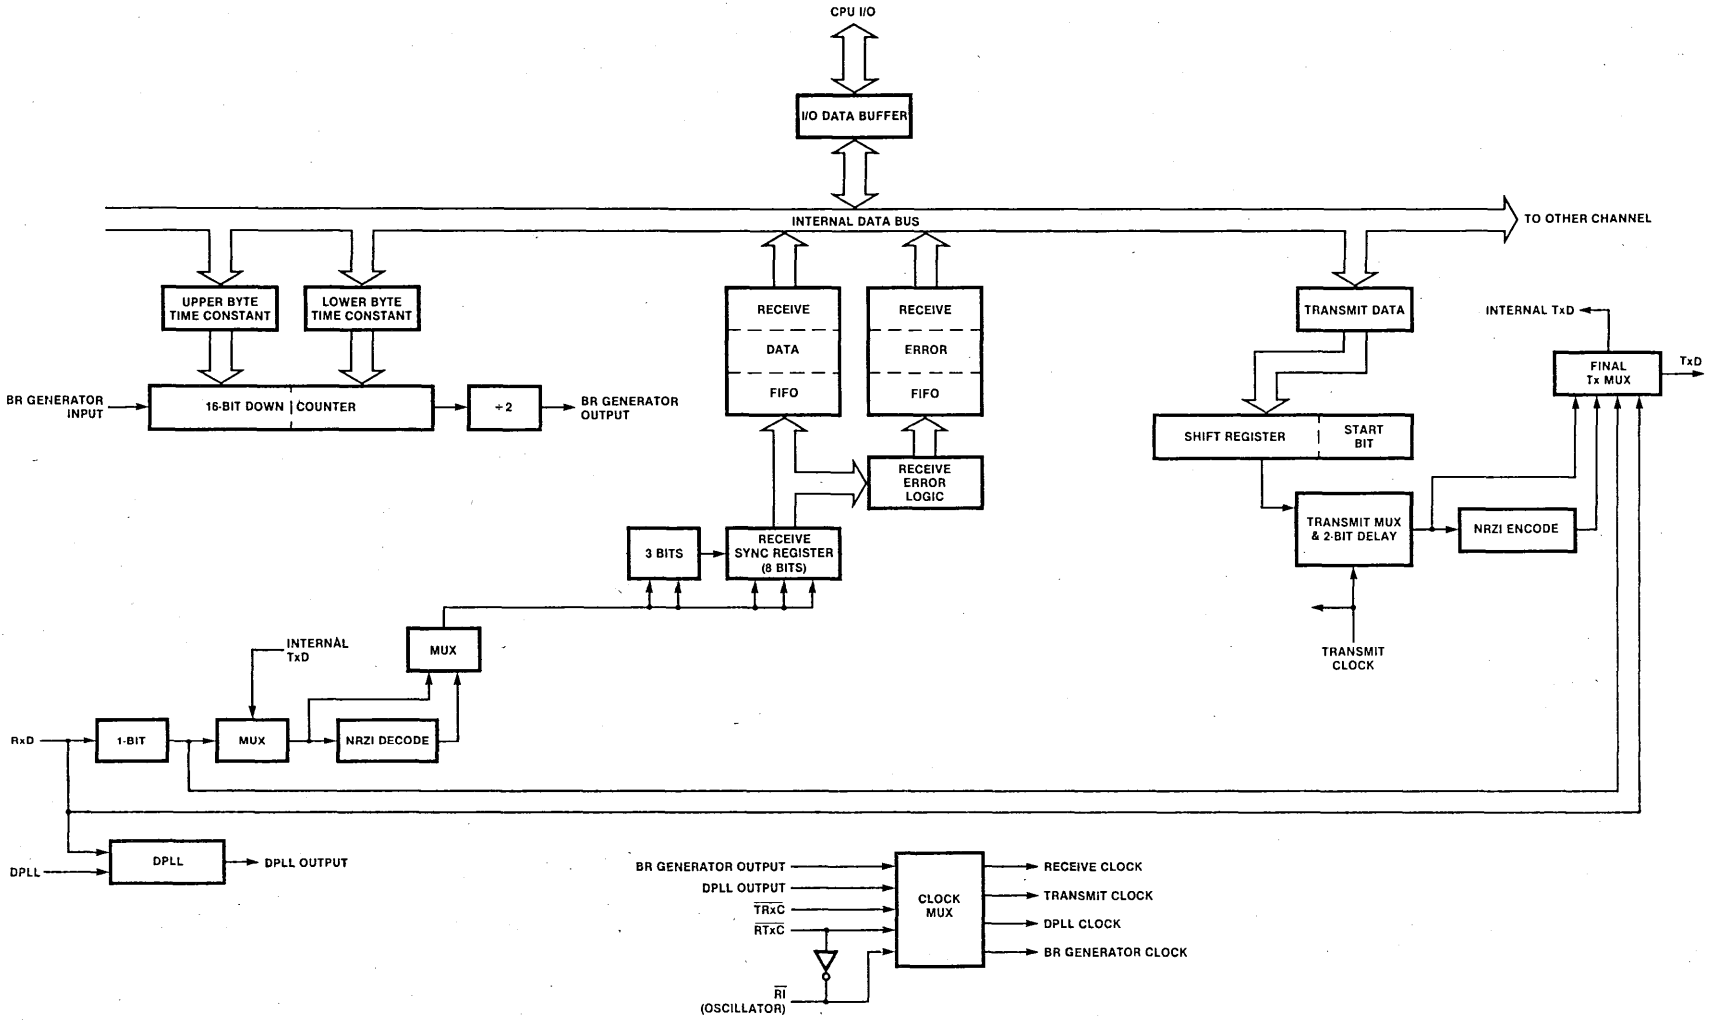 CPU I/O
I/O DATA BUFFER
INTERNAL DATA BUS
TO OTHER CHANNEL
UPPER BYTE
TIME CONSTANT
LOWER BYTE
TIME CONSTANT
BR GENERATOR
INPUT
16-BIT DOWN COUNTER
÷2
BR GENERATOR
OUTPUT
RECEIVE
DATA
FIFO
RECEIVE
ERROR
FIFO
RECEIVE
ERROR
LOGIC
3 BITS
RECEIVE
SYNC REGISTER
(8 BITS)
TRANSMIT DATA
SHIFT REGISTER
START
BIT
TRANSMIT MUX
& 2-BIT DELAY
NRZI ENCODE
TRANSMIT
CLOCK
INTERNAL TxD
FINAL
Tx MUX
TxD
INTERNAL
TxD
MUX
RxD
1-BIT
MUX
NRZI DECODE
DPLL
DPLL
DPLL OUTPUT
BR GENERATOR OUTPUT
DPLL OUTPUT
TRxC
RTxC
RI
(OSCILLATOR)
CLOCK
MUX
RECEIVE CLOCK
TRANSMIT CLOCK
DPLL CLOCK
BR GENERATOR CLOCK